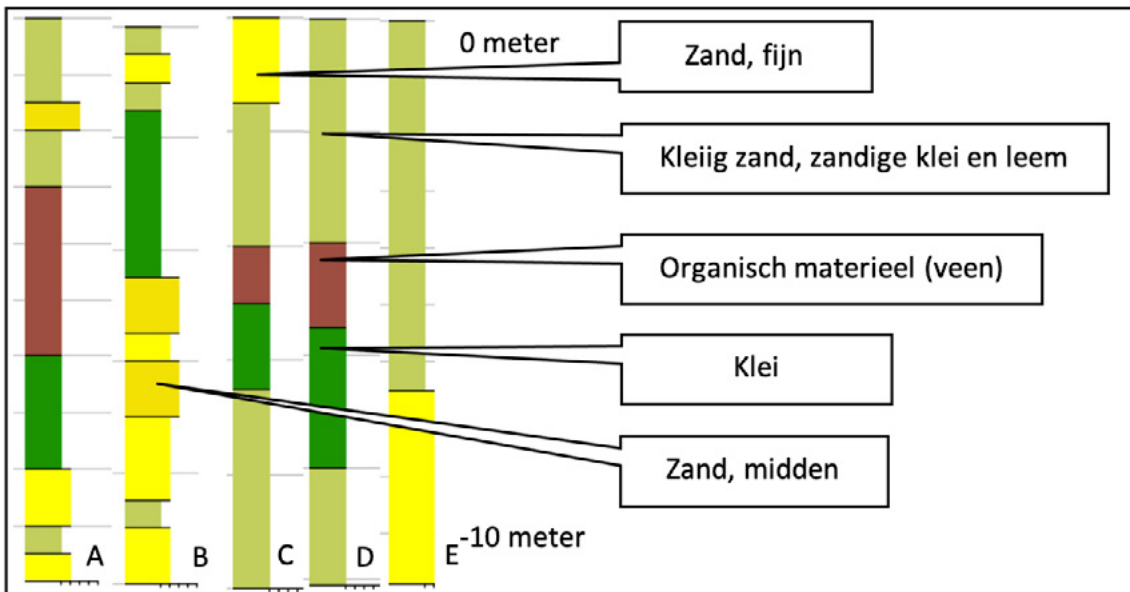 0 meter
Zand, fijn
Kleiig zand, zandige klei en leem
Organisch materieel (veen)
Klei
Zand, midden
-10 meter
A
B
C
D
E